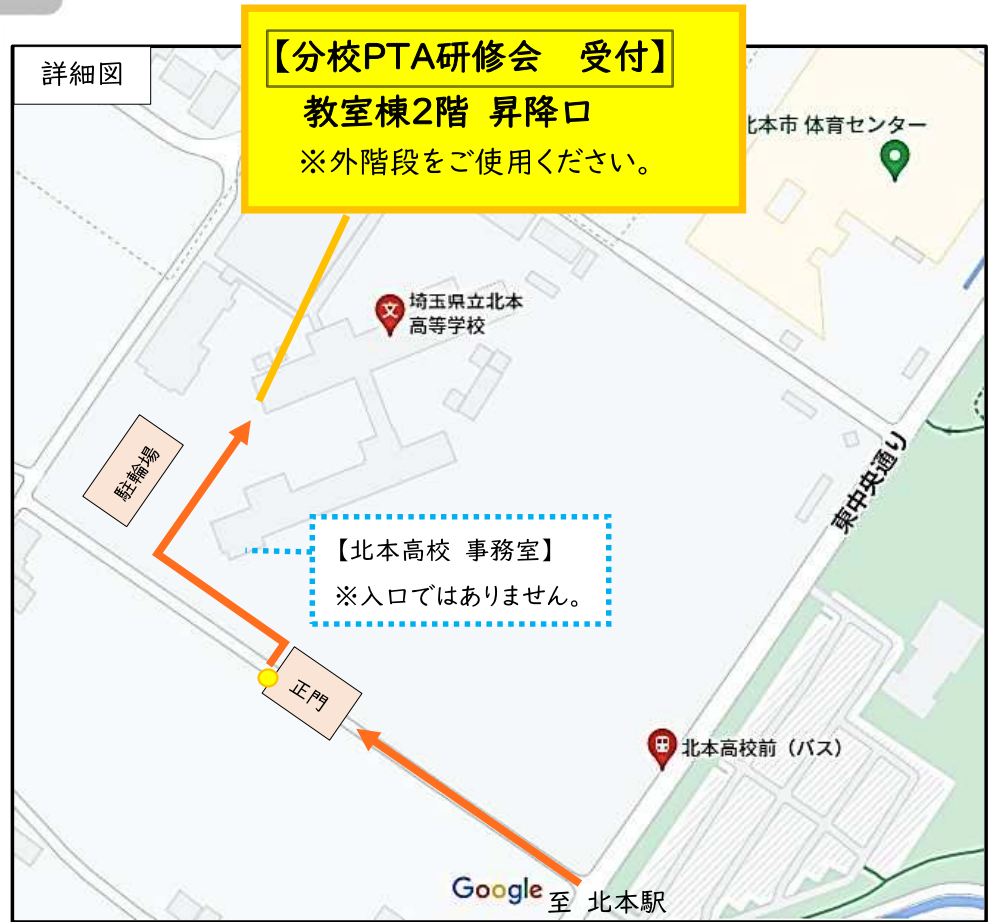 詳細図
【分校PTA研修会　受付】
教室棟2階 昇降口
※外階段をご使用ください。
北本市 体育センター
埼玉県立北本
高等学校
駐輪場
東中央通り
【北本高校 事務室】
※入口ではありません。
正門
北本高校前（バス）
Google
至 北本駅